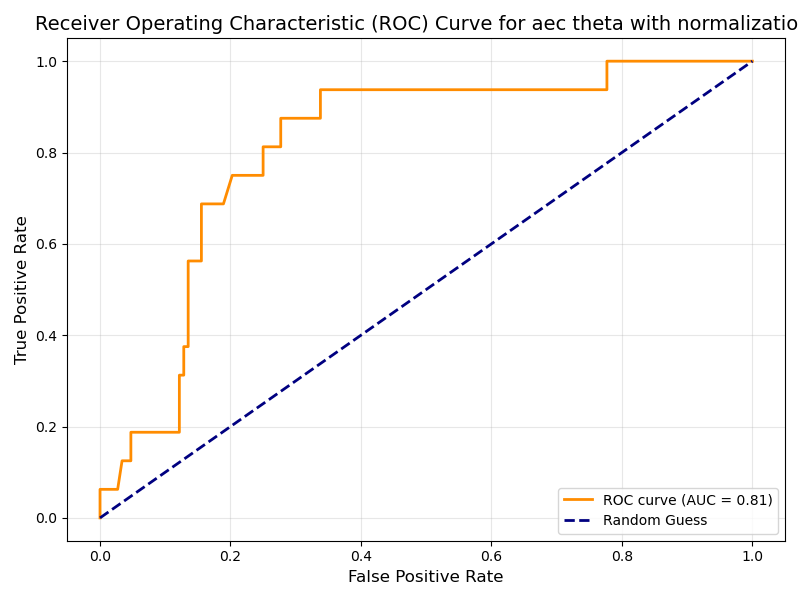 Receiver Operating Characteristic (ROC) Curve for aec theta with normalizatio
1.0
0.8
0.6
0.4
0.2
0.0
True Positive Rate
ROC curve (AUC = 0.81)
Random Guess
0.0 0.2 0.4 0.6 0.8 1.0
False Positive Rate